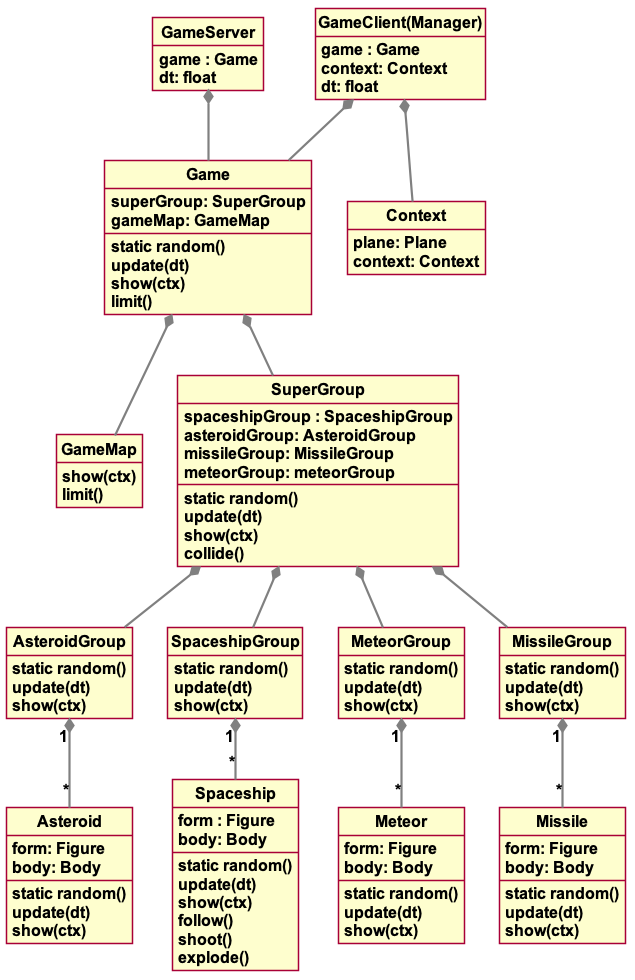 GameServer
game : Game
dt: float
GameClient(Manager)
game : Game
context: Context
dt: float
Game
superGroup: SuperGroup
gameMap: GameMap
static random()
update(dt)
show(ctx)
limit()
Context
plane: Plane
context: Context
SuperGroup
spaceshipGroup : SpaceshipGroup
asteroidGroup: AsteroidGroup
missileGroup: MissileGroup
meteorGroup: meteorGroup
static random()
update(dt)
show(ctx)
collide()
GameMap
show(ctx)
limit()
AsteroidGroup
static random()
update(dt)
show(ctx)
SpaceshipGroup
static random()
update(dt)
show(ctx)
MeteorGroup
static random()
update(dt)
show(ctx)
MissileGroup
static random()
update(dt)
show(ctx)
1
*
1
*
1
*
1
*
Asteroid
form: Figure
body: Body
static random()
update(dt)
show(ctx)
Spaceship
form : Figure
body: Body
static random()
update(dt)
show(ctx)
follow()
shoot()
explode()
Meteor
form: Figure
body: Body
static random()
update(dt)
show(ctx)
Missile
form: Figure
body: Body
static random()
update(dt)
show(ctx)